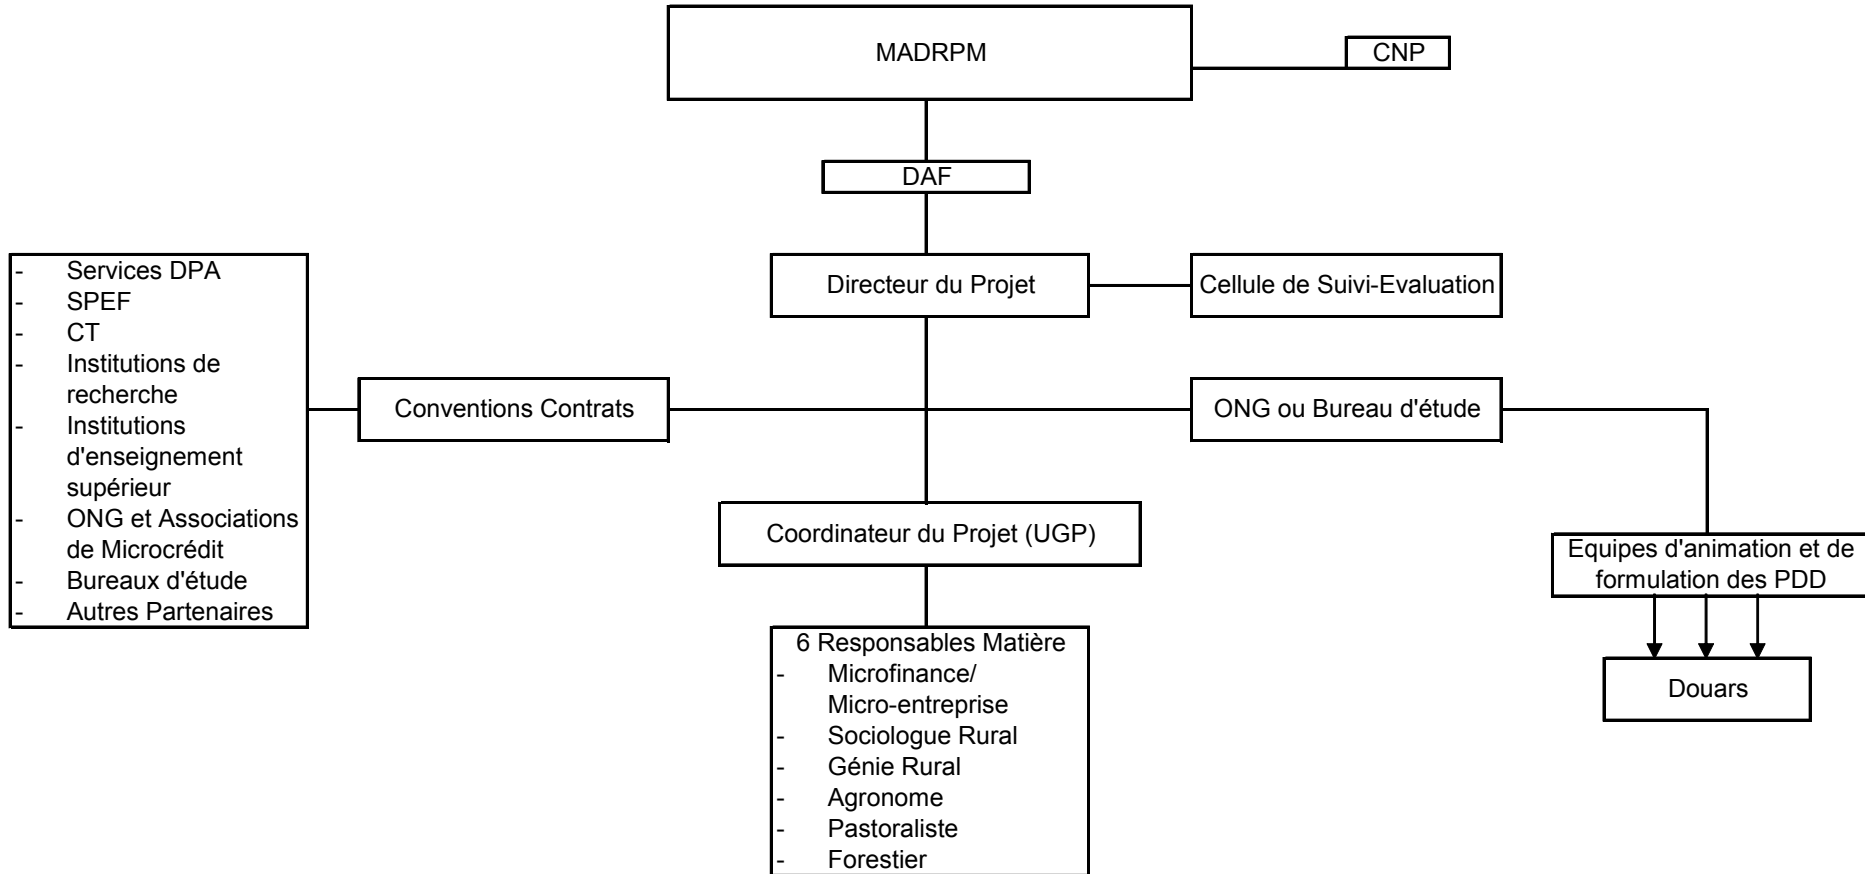 MADRPM
CNP
DAF
Directeur du Projet
Cellule de Suivi-Evaluation
- Services DPA
- SPEF
- CT
- Institutions de
recherche
- Institutions
d'enseignement
supérieur
- ONG et Associations
de Microcrédit
- Bureaux d'étude
- Autres Partenaires
Conventions Contrats
ONG ou Bureau d'étude
Coordinateur du Projet (UGP)
Equipes d'animation et de
formulation des PDD
6 Responsables Matière
- Microfinance/
Micro-entreprise
- Sociologue Rural
- Génie Rural
- Agronome
- Pastoraliste
- Forestier
Douars